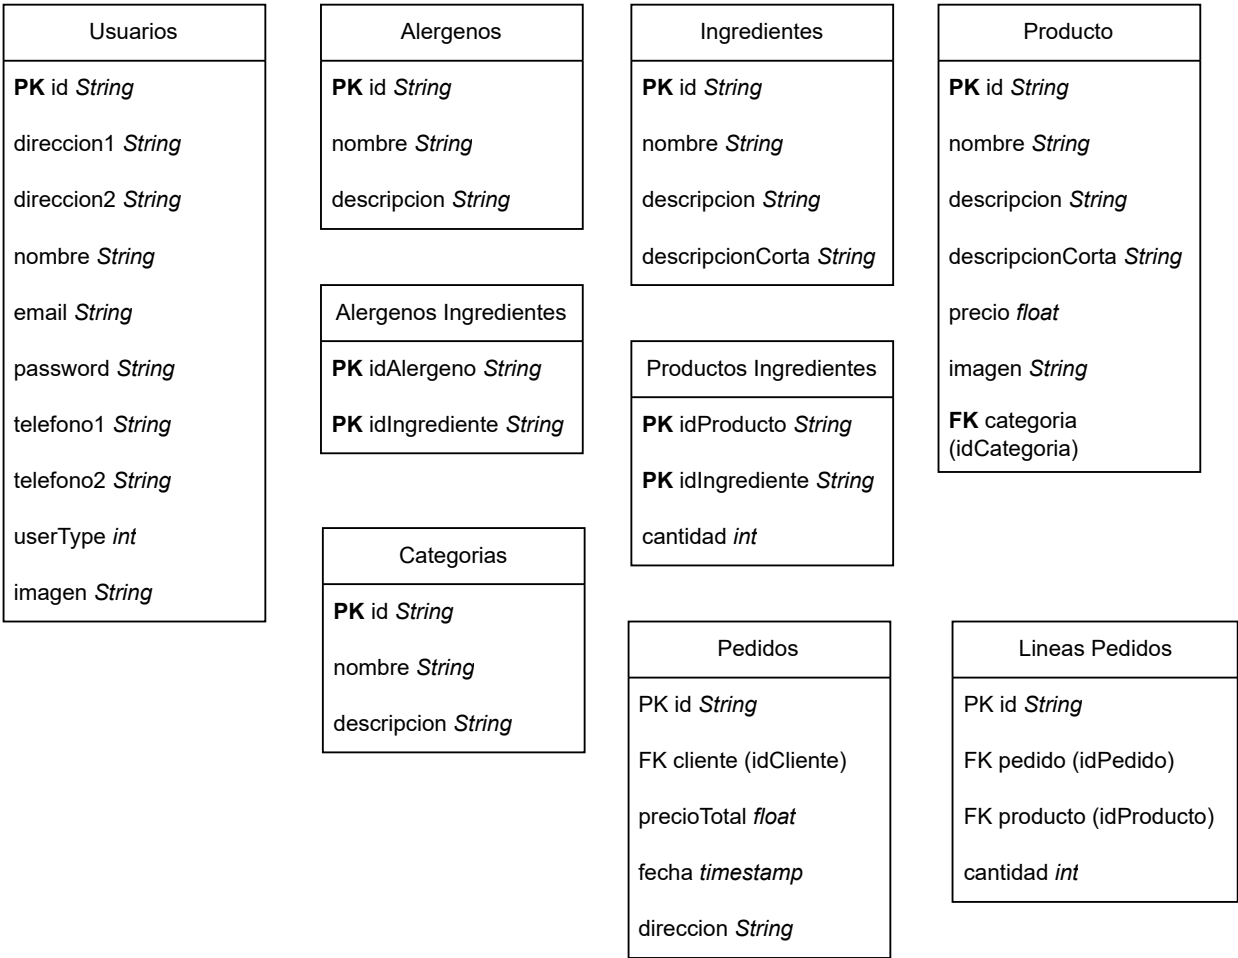 Usuarios
PK id String
direccion1 String
direccion2 String
nombre String
email String
password String
telefono1 String
telefono2 String
userType int
imagen String
Alergenos
PK id String
nombre String
descripcion String
Ingredientes
PK id String
nombre String
descripcion String
descripcionCorta String
Producto
PK id String
nombre String
descripcion String
descripcionCorta String
precio float
imagen String
FK categoria
(idCategoria)
Alergenos Ingredientes
PK idAlergeno String
PK idIngrediente String
Productos Ingredientes
PK idProducto String
PK idIngrediente String
cantidad int
Categorias
PK id String
nombre String
descripcion String
Pedidos
PK id String
FK cliente (idCliente)
precioTotal float
fecha timestamp
direccion String
Lineas Pedidos
PK id String
FK pedido (idPedido)
FK producto (idProducto)
cantidad int